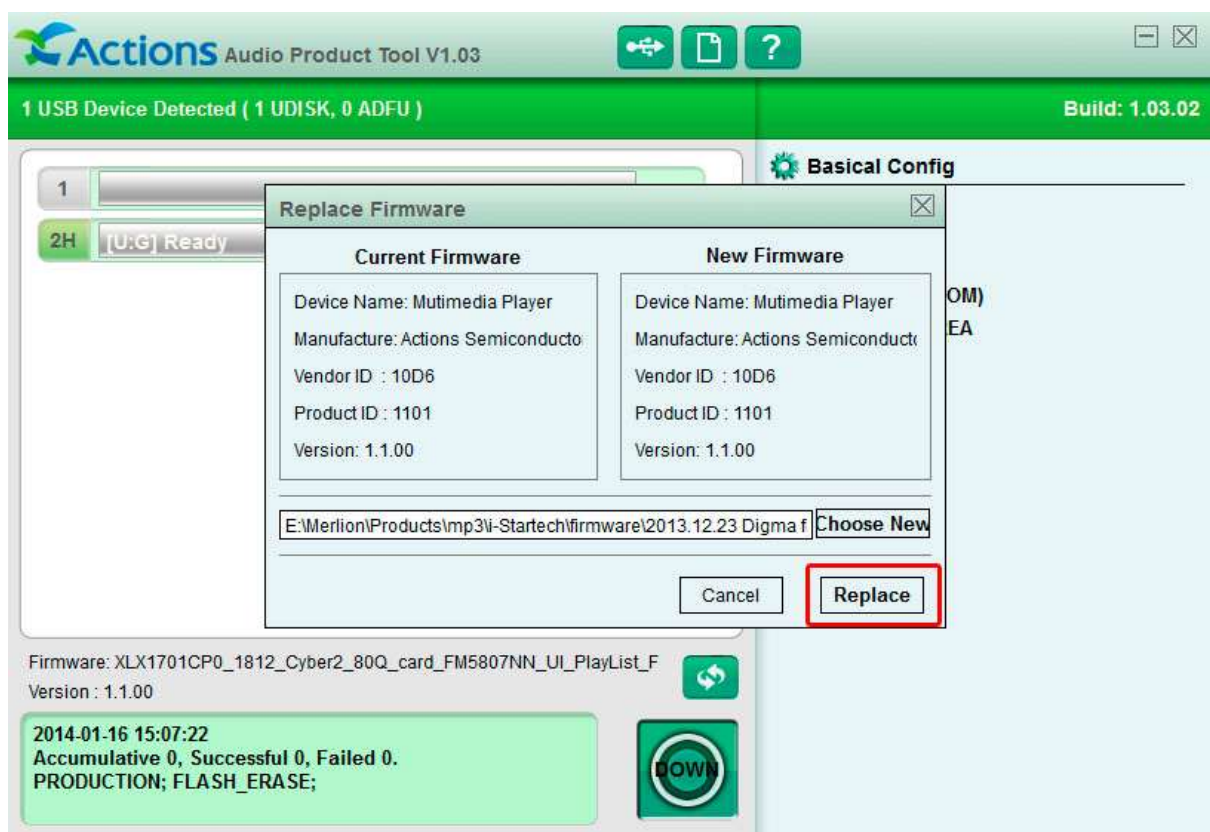 Actions Audio Product Tool V1.03
?
1 USB Device Detected ( 1 UDISK, 0 ADFU )
Build: 1.03.02
Basical Config
1
2H
[U:G] Ready
Replace Firmware
Current Firmware
Device Name: Mutimedia Player
Manufacture: Actions Semiconducto
Vendor ID : 10D6
Product ID : 1101
Version: 1.1.00
New Firmware
Device Name: Mutimedia Player
Manufacture: Actions Semiconduct
Vendor ID : 10D6
Product ID : 1101
Version: 1.1.00
OM)
EA
E:\Merlion\Products\mp3\i-Startech\firmware\2013.12.23 Digma f
Choose New
Cancel
Replace
Firmware: XLX1701CP0_1812_Cyber2_80Q_card_FM5807NN_UI_PlayList_F
Version : 1.1.00
2014-01-16 15:07:22
Accumulative 0, Successful 0, Failed 0.
PRODUCTION; FLASH_ERASE;
DOWN